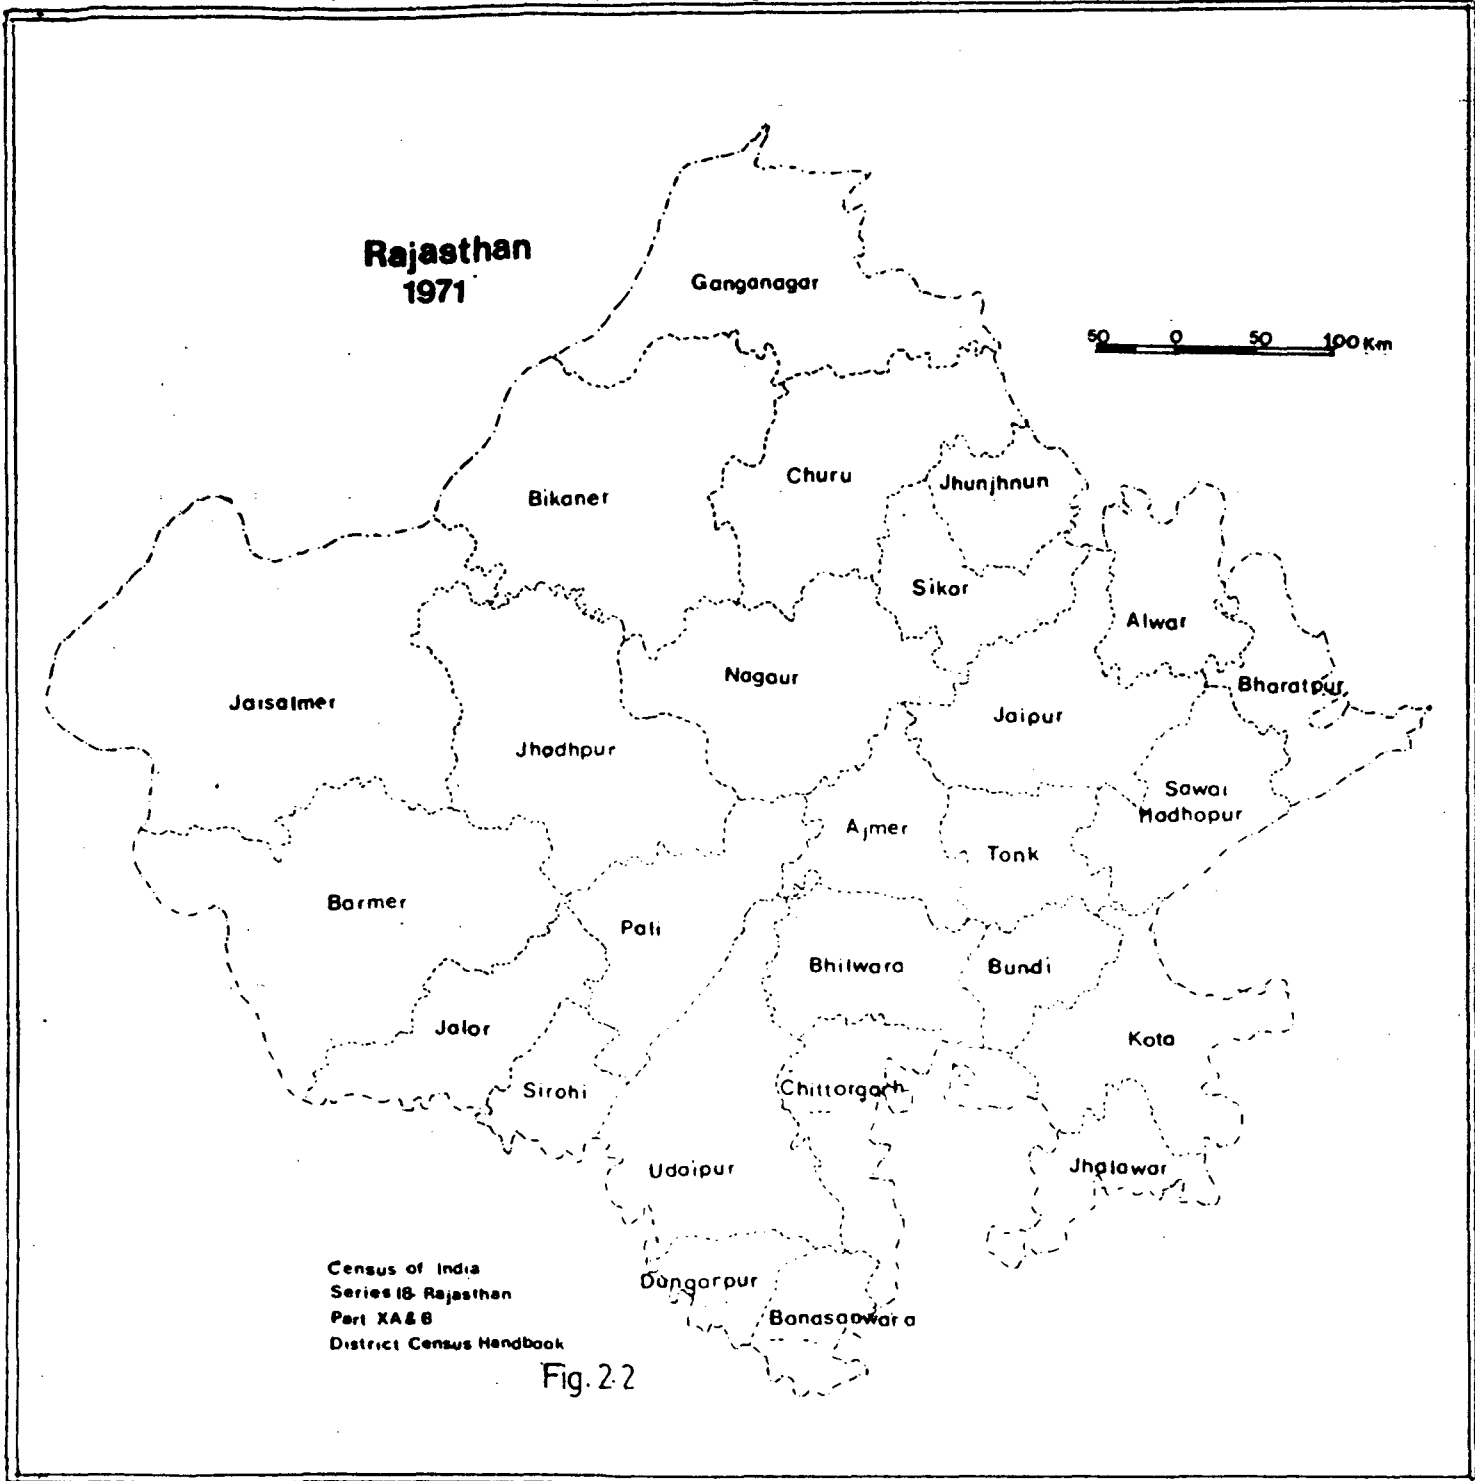 Rajasthan
1971
Ganganagar
50 0 50 100 Km
Bikaner
Churu
Jhunjhnun
Sikar
Alwar
Bharatpur
Jaisalmer
Jhodhpur
Nagaur
Jaipur
Sawai
Madhopur
Ajmer
Tonk
Barmer
Pali
Bhilwara
Bundi
Jalor
Kota
Sirohi
Chittorgarh
Udaipur
Jhalawar
Dungarpur
Banasanwara
Census of India
Series 18 Rajasthan
Part XA & B
District Census Handbook
Fig. 2.2